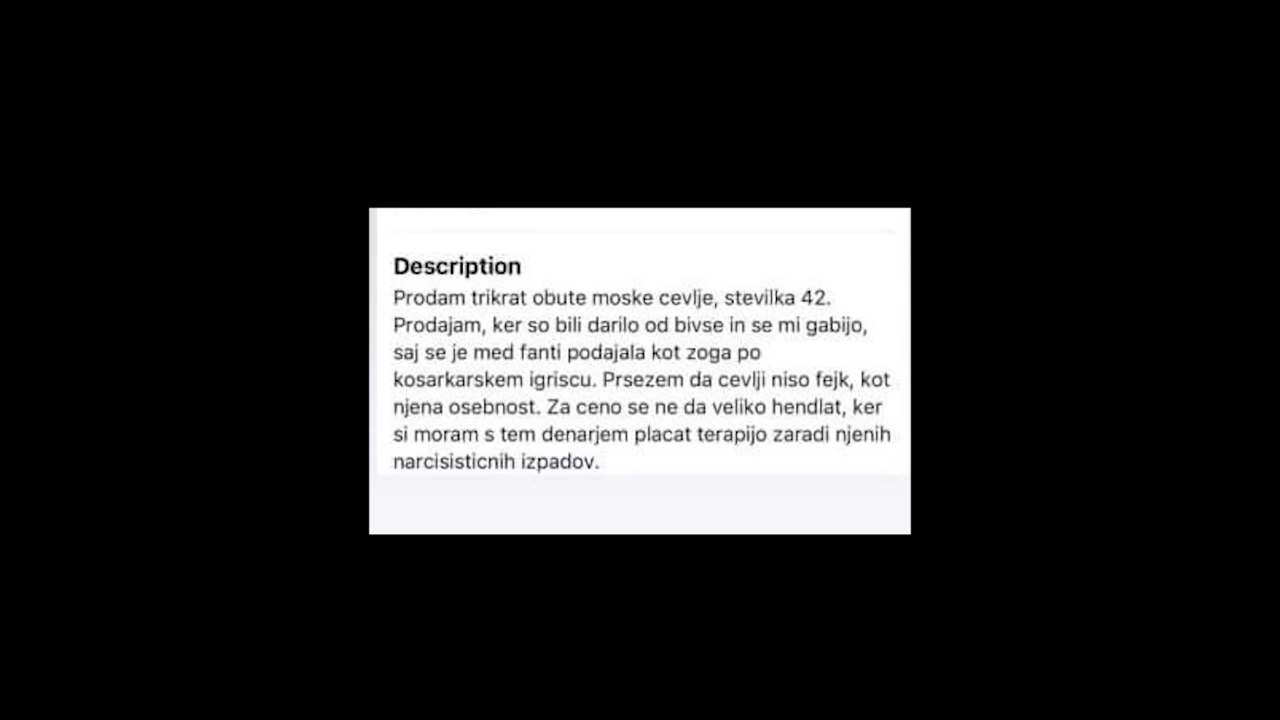 Description
Prodam trikrat obute moske cevlje, stevilka 42.
Prodajam, ker so bili darilo od bivse in se mi gabijo,
saj se je med fanti podajala kot zoga po
kosarkarskem igriscu. Prsezem da cevlji niso fejk, kot
njena osebnost. Za ceno se ne da veliko hendlat, ker
si moram s tem denarjem placat terapijo zaradi njenih
narcisisticnih izpadov.